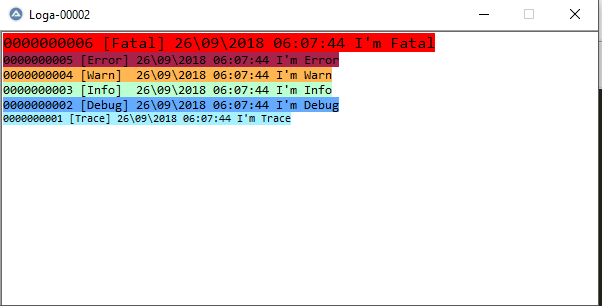 Loga-00002
0000000006 [Fatal] 26\09\2018 06:07:44 I'm Fatal
0000000005 [Error] 26\09\2018 06:07:44 I'm Error
0000000004 [Warn]  26\09\2018 06:07:44 I'm Warn
0000000003 [Info]  26\09\2018 06:07:44 I'm Info
0000000002 [Debug] 26\09\2018 06:07:44 I'm Debug
0000000001 [Trace] 26\09\2018 06:07:44 I'm Trace